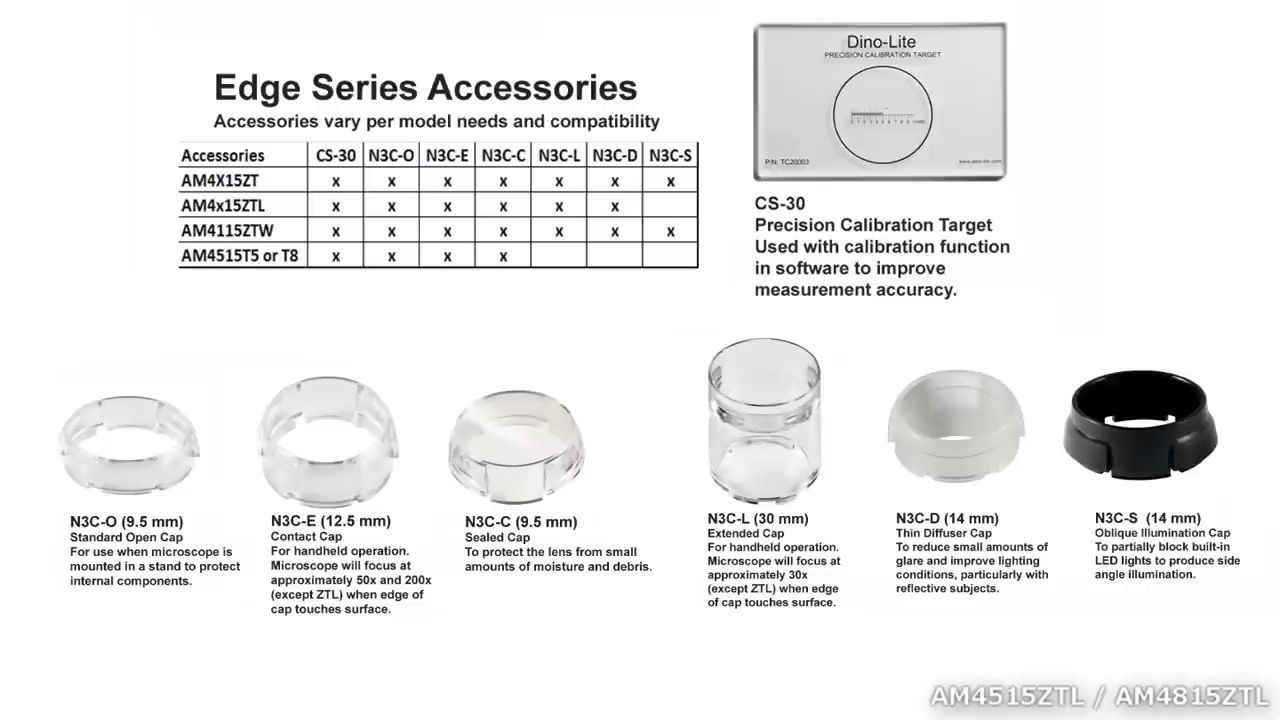 Edge Series Accessories
Accessories vary per model needs and compatibility
Accessories CS-30 N3C-O N3C-E N3C-C N3C-L N3C-D N3C-S
AM4X15ZT x x x x x x x
AM4x15ZTL x x x x x x
AM4115ZTW x x x x x x x
AM4515T5 or T8 x x x x
Dino-Lite
PRECISION CALIBRATION TARGET
P/N: TC20003
www.dino-lite.com
CS-30
Precision Calibration Target
Used with calibration function
in software to improve
measurement accuracy.
N3C-O (9.5 mm)
Standard Open Cap
For use when microscope is
mounted in a stand to protect
internal components.
N3C-E (12.5 mm)
Contact Cap
For handheld operation.
Microscope will focus at
approximately 50x and 200x
(except ZTL) when edge of
cap touches surface.
N3C-C (9.5 mm)
Sealed Cap
To protect the lens from small
amounts of moisture and debris.
N3C-L (30 mm)
Extended Cap
For handheld operation.
Microscope will focus at
approximately 30x
(except ZTL) when edge
of cap touches surface.
N3C-D (14 mm)
Thin Diffuser Cap
To reduce small amounts of
glare and improve lighting
conditions, particularly with
reflective subjects.
N3C-S (14 mm)
Oblique Illumination Cap
To partially block built-in
LED lights to produce side
angle illumination.
AM4515ZTL / AM4815ZTL